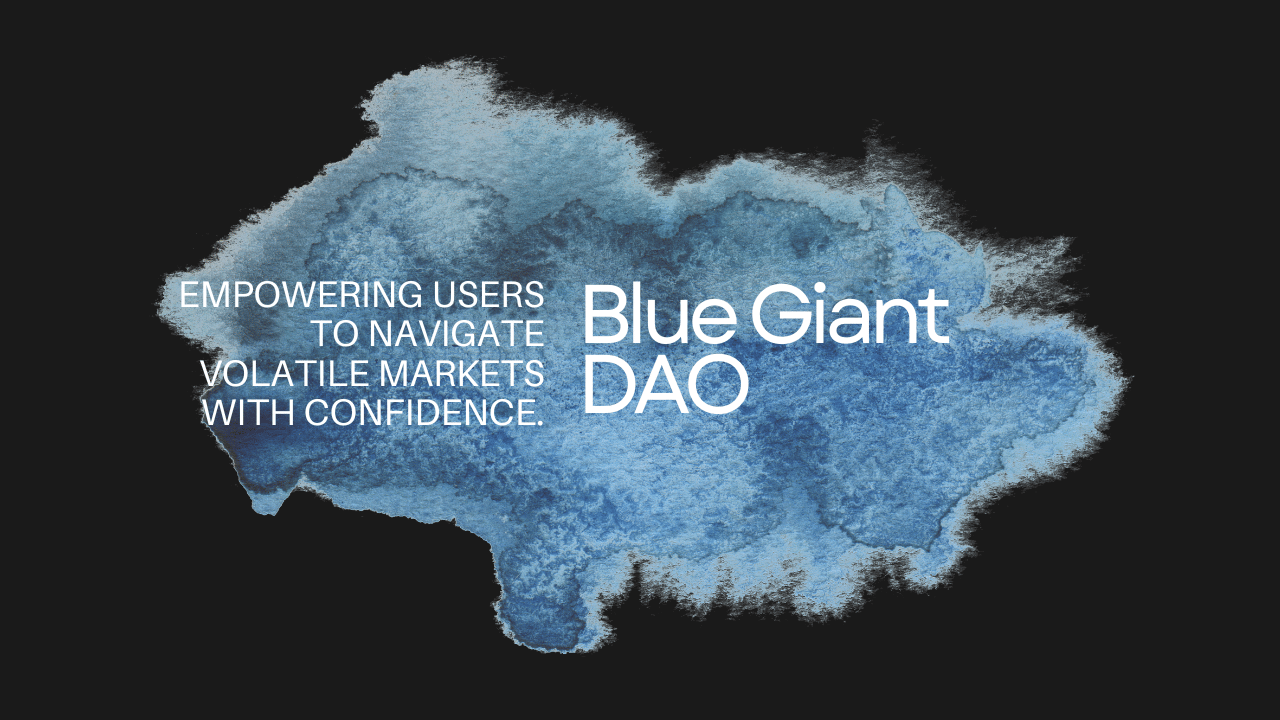 EMPOWERING USERS
TO NAVIGATE
VOLATILE MARKETS
WITH CONFIDENCE.
Blue Giant
DAO